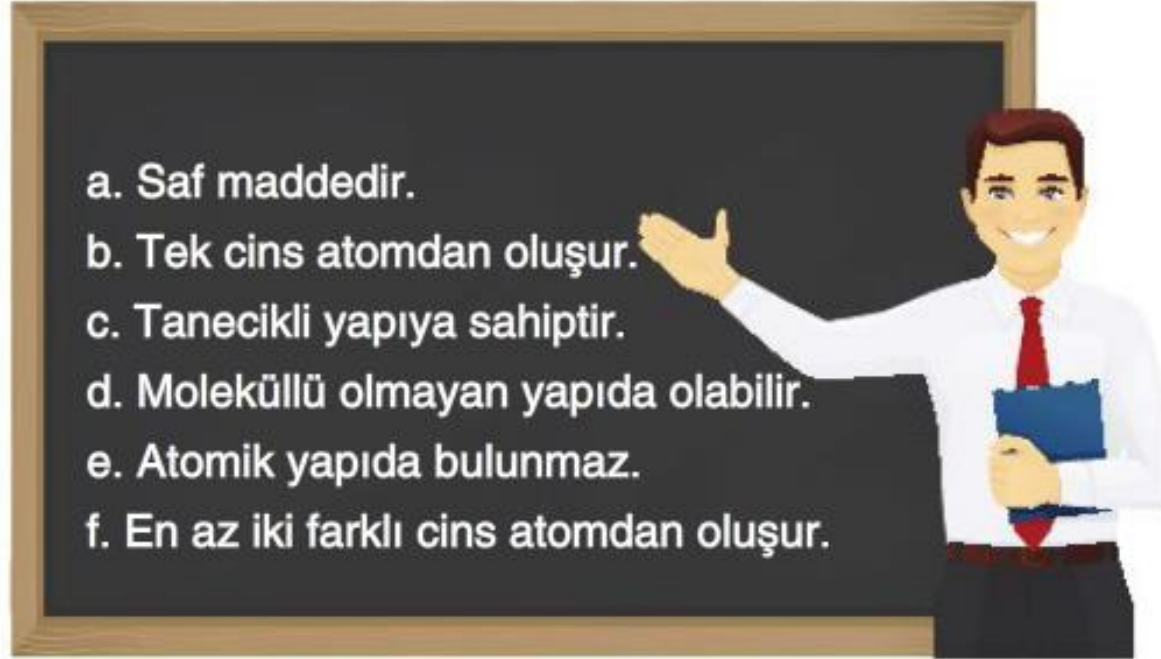 a. Saf maddedir.
b. Tek cins atomdan oluşur.
c. Tanecikli yapıya sahiptir.
d. Moleküllü olmayan yapıda olabilir.
e. Atomik yapıda bulunmaz.
f. En az iki farklı cins atomdan oluşur.